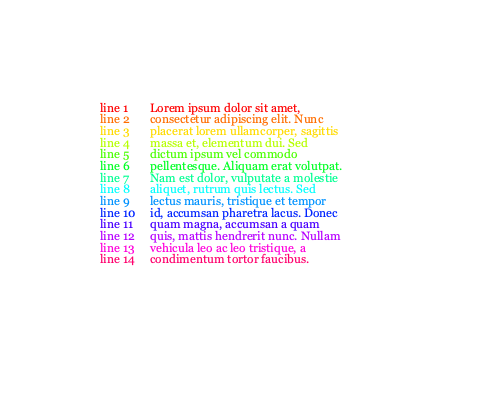 line 1 Lorem ipsum dolor sit amet,
line 2 consectetur adipiscing elit. Nunc
line 3 placerat lorem ullamcorper, sagittis
line 4 massa et, elementum dui. Sed
line 5 dictum ipsum vel commodo
line 6 pellentesque. Aliquam erat volutpat.
line 7 Nam est dolor, vulputate a molestie
line 8 aliquet, rutrum quis lectus. Sed
line 9 lectus mauris, tristique et tempor
line 10 id, accumsan pharetra lacus. Donec
line 11 quam magna, accumsan a quam
line 12 quis, mattis hendrerit nunc. Nullam
line 13 vehicula leo ac leo tristique, a
line 14 condimentum tortor faucibus.